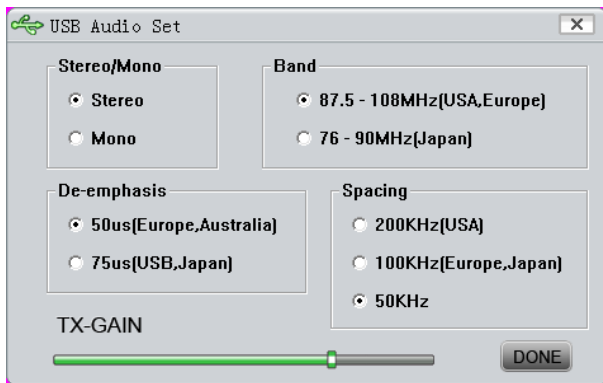 USB Audio Set
Stereo/Mono
Stereo
Mono
Band
87.5 - 108MHz(USA,Europe)
76 - 90MHz(Japan)
De-emphasis
50us(Europe,Australia)
75us(USB,Japan)
Spacing
200KHz(USA)
100KHz(Europe,Japan)
50KHz
TX-GAIN
DONE